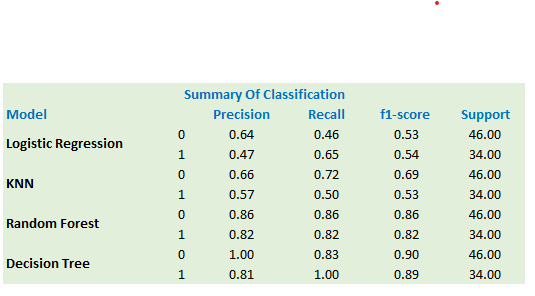 Summary Of Classification
Model Precision Recall f1-score Support
Logistic Regression 0 0.64 0.46 0.53 46.00
1 0.47 0.65 0.54 34.00
KNN 0 0.66 0.72 0.69 46.00
1 0.57 0.50 0.53 34.00
Random Forest 0 0.86 0.86 0.86 46.00
1 0.82 0.82 0.82 34.00
Decision Tree 0 1.00 0.83 0.90 46.00
1 0.81 1.00 0.89 34.00